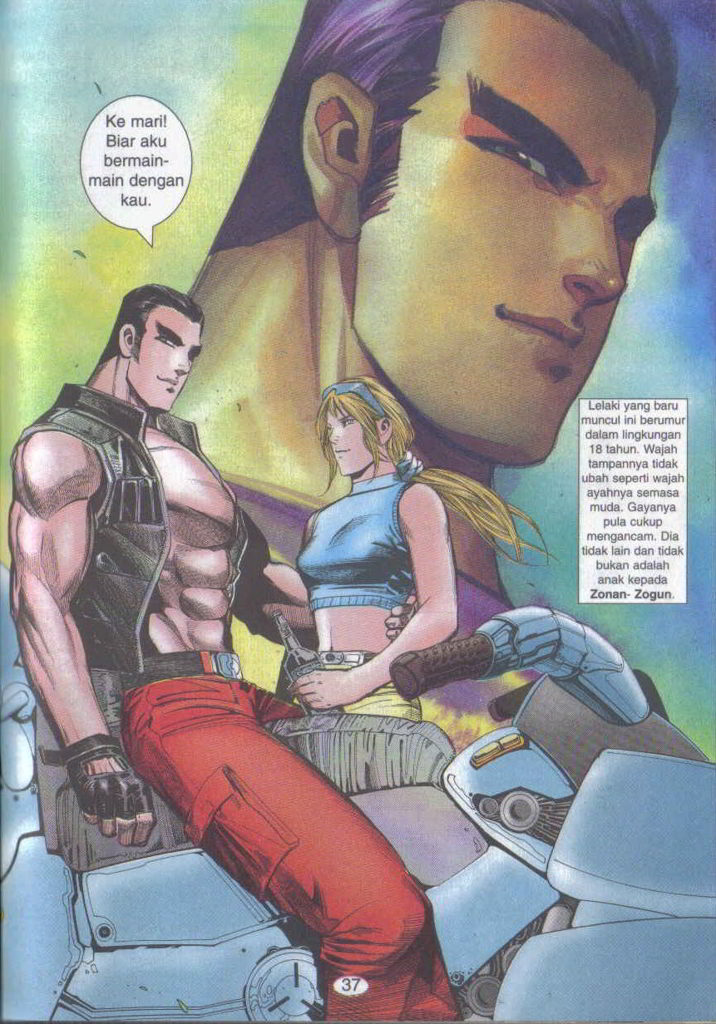 Ke mari!
Biar aku
bermain-
main dengan
kau.
Lelaki yang baru
muncul ini berumur
dalam lingkungan
18 tahun. Wajah
tampannya tidak
ubah seperti wajah
ayahnya semasa
muda. Gayanya
pula cukup
mengancam. Dia
tidak lain dan tidak
bukan adalah
anak kepada
Zonan- Zogun.
37